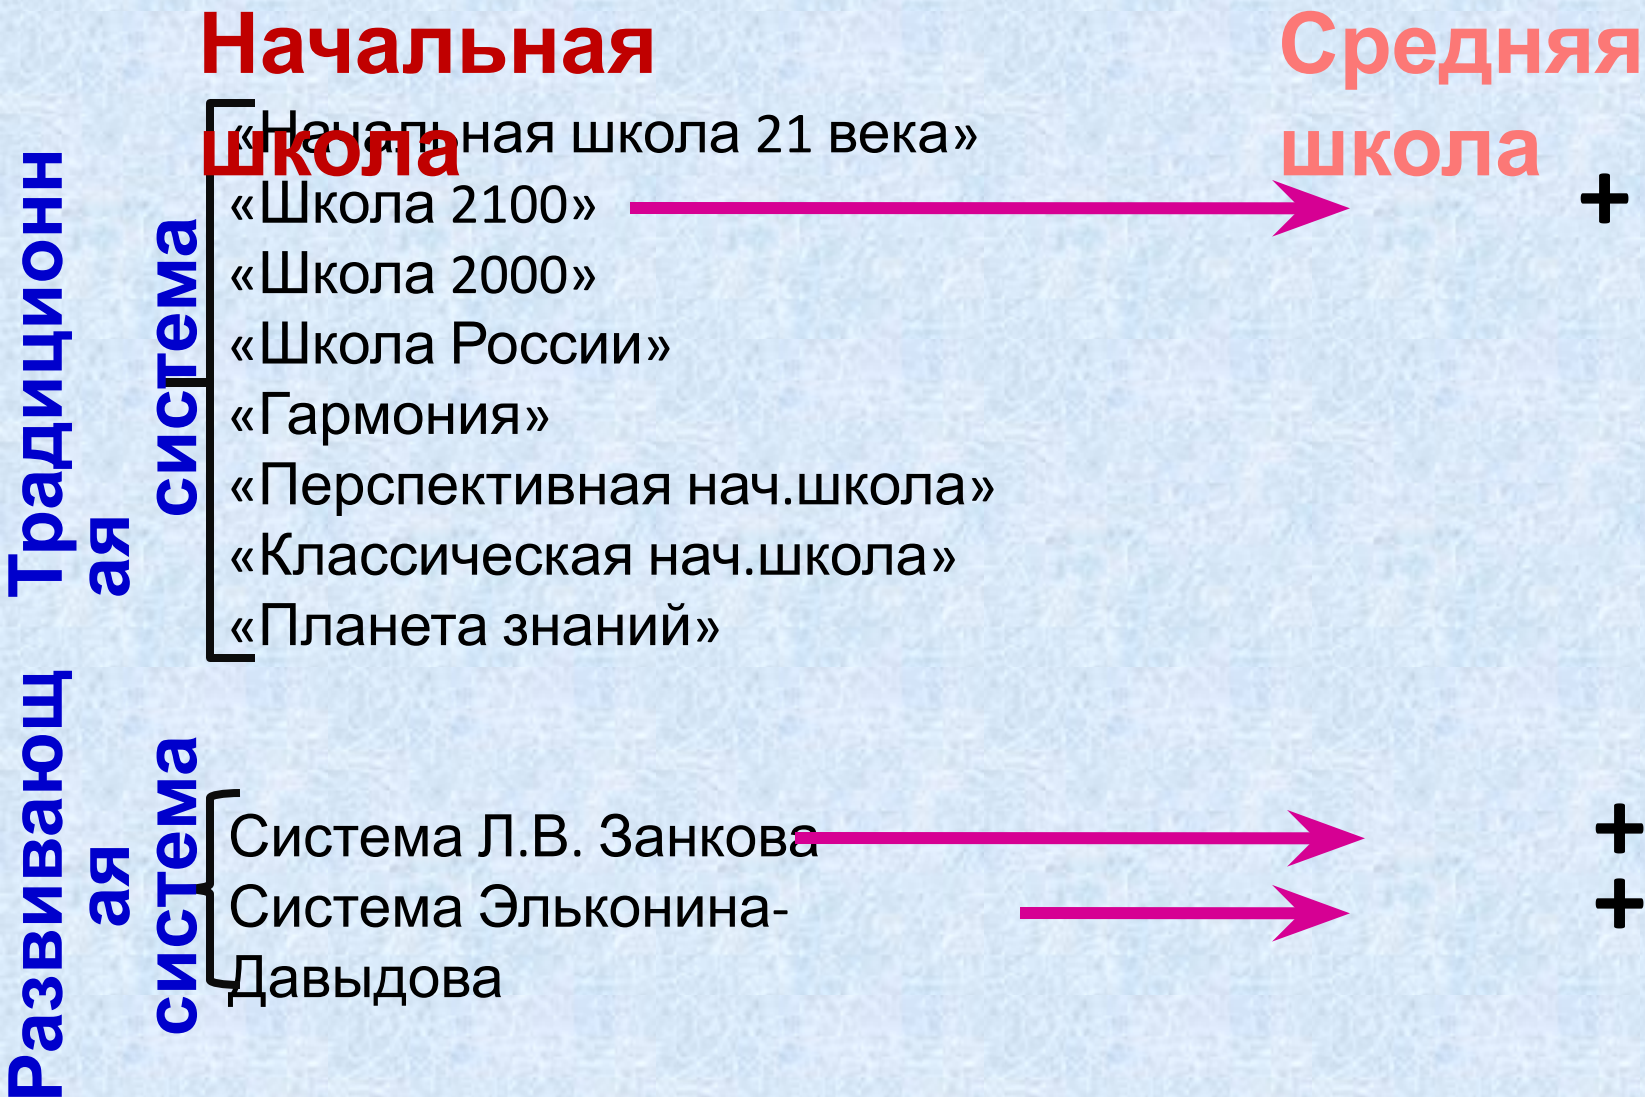 Начальная
школа
Средняя
школа
Традиционн
ая
система
«Начальная школа 21 века»
«Школа 2100»
+
«Школа 2000»
«Школа России»
«Гармония»
«Перспективная нач.школа»
«Классическая нач.школа»
«Планета знаний»
Развивающ
ая
система
Система Л.В. Занкова
+
Система Эльконина-
+
Давыдова